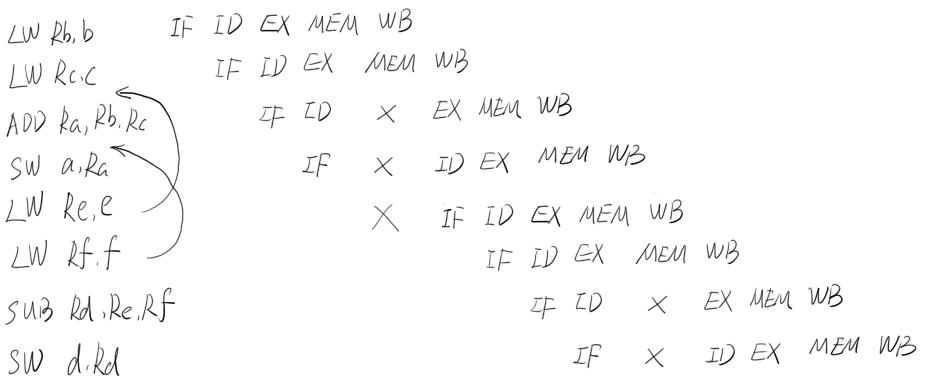 LW Rb,b IF ID EX MEM WB
LW Rc,c IF ID EX MEM WB
ADD Ra,Rb,Rc IF ID × EX MEM WB
SW a,Ra IF × ID EX MEM WB
LW Re,e × IF ID EX MEM WB
LW Rf,f IF ID EX MEM WB
SUB Rd,Re,Rf IF ID × EX MEM WB
SW d,Rd IF × ID EX MEM WB